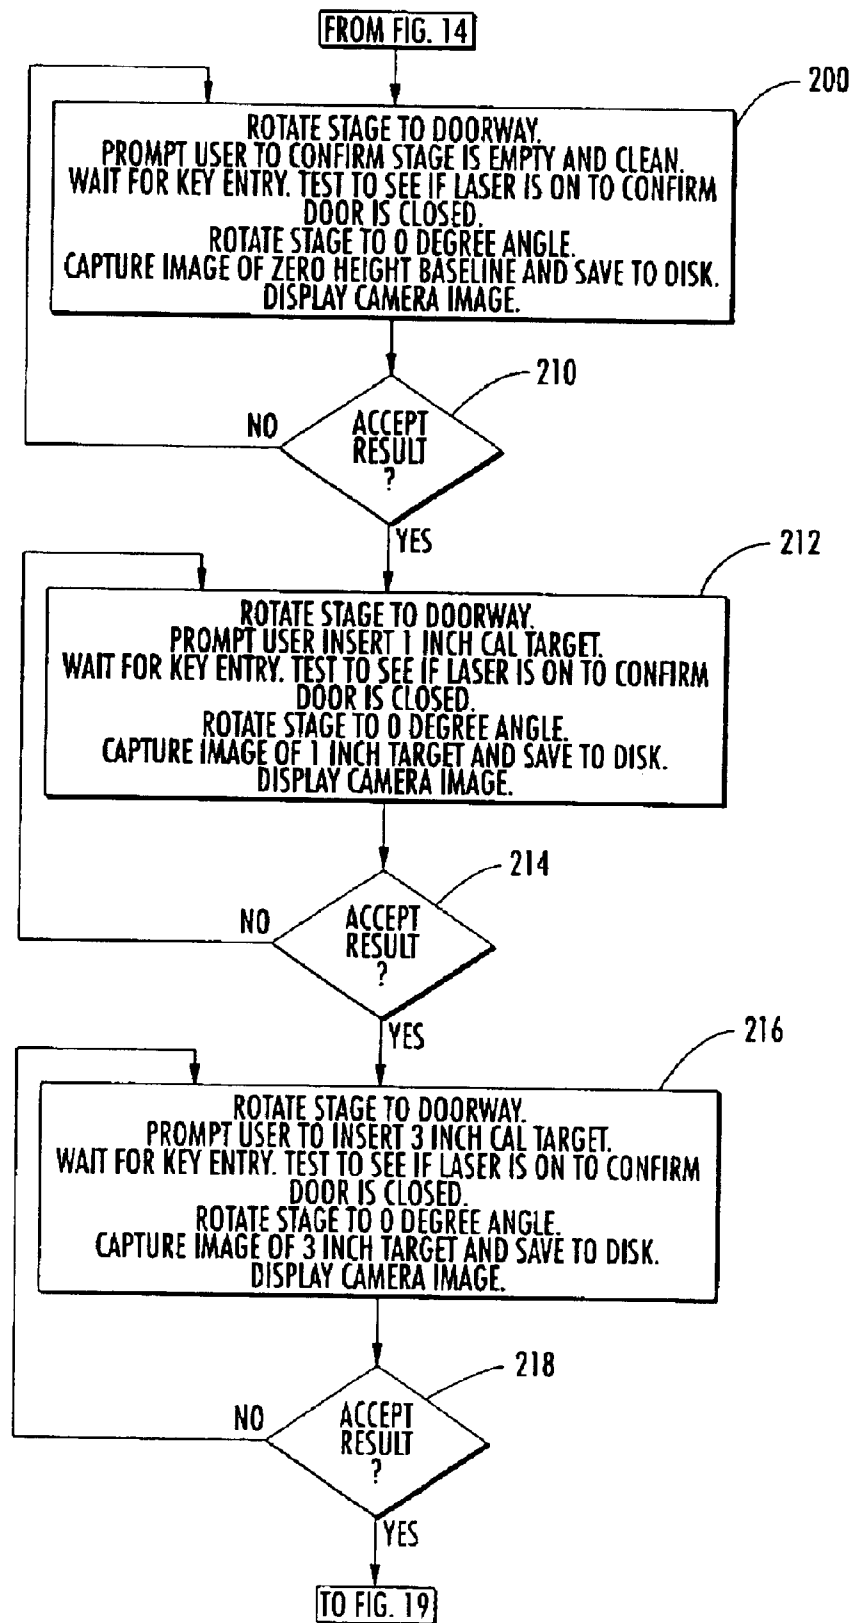 FROM FIG. 14
200
ROTATE STAGE TO DOORWAY.
PROMPT USER TO CONFIRM STAGE IS EMPTY AND CLEAN.
WAIT FOR KEY ENTRY. TEST TO SEE IF LASER IS ON TO CONFIRM
DOOR IS CLOSED.
ROTATE STAGE TO 0 DEGREE ANGLE.
CAPTURE IMAGE OF ZERO HEIGHT BASELINE AND SAVE TO DISK.
DISPLAY CAMERA IMAGE.
210
NO
ACCEPT
RESULT
?
YES
212
ROTATE STAGE TO DOORWAY.
PROMPT USER INSERT 1 INCH CAL TARGET.
WAIT FOR KEY ENTRY. TEST TO SEE IF LASER IS ON TO CONFIRM
DOOR IS CLOSED.
ROTATE STAGE TO 0 DEGREE ANGLE.
CAPTURE IMAGE OF 1 INCH TARGET AND SAVE TO DISK.
DISPLAY CAMERA IMAGE.
214
NO
ACCEPT
RESULT
?
YES
216
ROTATE STAGE TO DOORWAY.
PROMPT USER TO INSERT 3 INCH CAL TARGET.
WAIT FOR KEY ENTRY. TEST TO SEE IF LASER IS ON TO CONFIRM
DOOR IS CLOSED.
ROTATE STAGE TO 0 DEGREE ANGLE.
CAPTURE IMAGE OF 3 INCH TARGET AND SAVE TO DISK.
DISPLAY CAMERA IMAGE.
218
NO
ACCEPT
RESULT
?
YES
TO FIG. 19